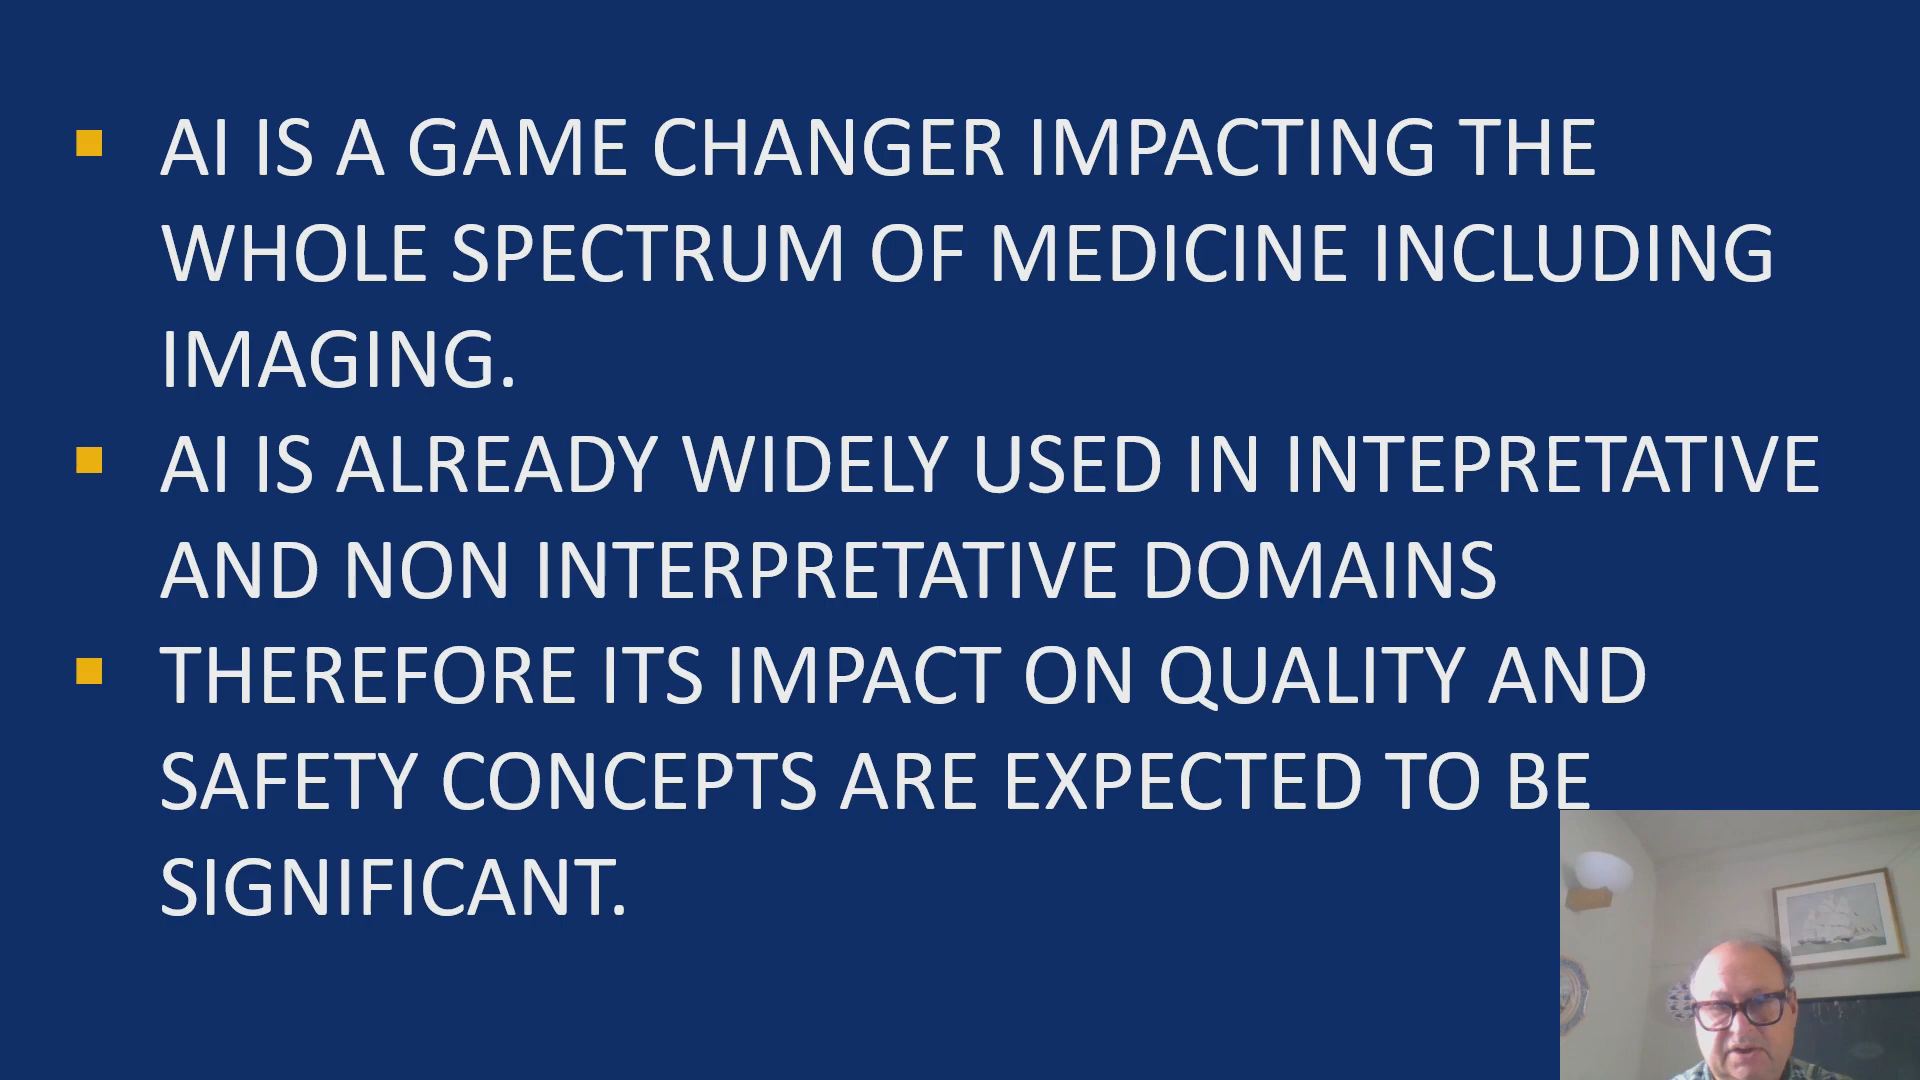 AI IS A GAME CHANGER IMPACTING THE
WHOLE SPECTRUM OF MEDICINE INCLUDING
IMAGING.
AI IS ALREADY WIDELY USED IN INTEPRETATIVE
AND NON INTERPRETATIVE DOMAINS
THEREFORE ITS IMPACT ON QUALITY AND
SAFETY CONCEPTS ARE EXPECTED TO BE
SIGNIFICANT.